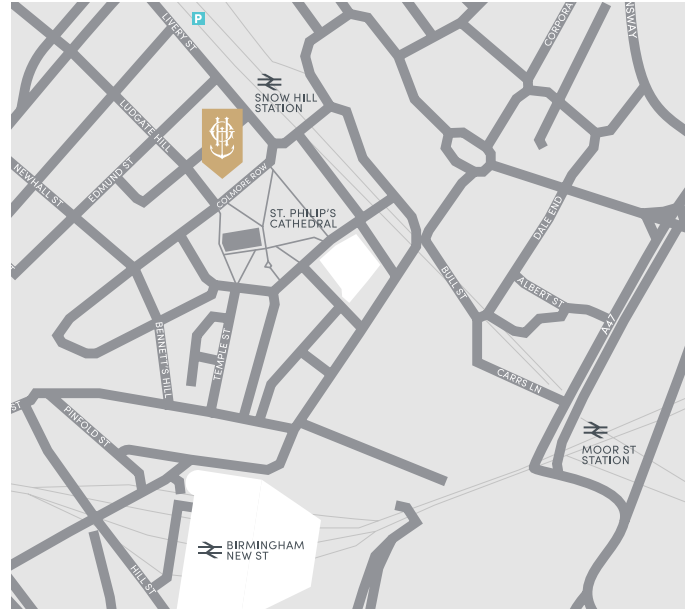 P
LIVERY ST
CORPORA
NSWAY
SNOW HILL
STATION
LUDGATE HILL
NEWHALL ST
EDMUND ST
COLMORE ROW
ST. PHILIP'S
CATHEDRAL
DALE END
BULL ST
ALBERT ST
A47
BENNETT'S HILL
TEMPLE ST
CARRS LN
ST
PINFOLD ST
MOOR ST
STATION
BIRMINGHAM
NEW ST
HILL ST